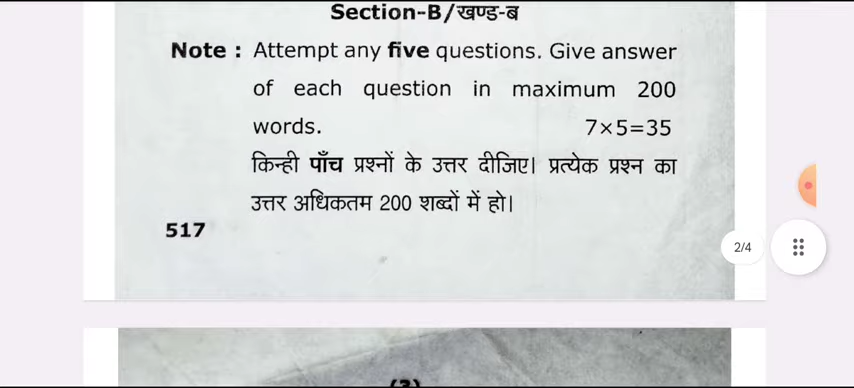 Section-B/खण्ड-ब
Note : Attempt any five questions. Give answer
of each question in maximum 200
words. 7×5=35
किन्ही पाँच प्रश्नों के उत्तर दीजिए। प्रत्येक प्रश्न का
उत्तर अधिकतम 200 शब्दों में हो।
517
2/4
(3)